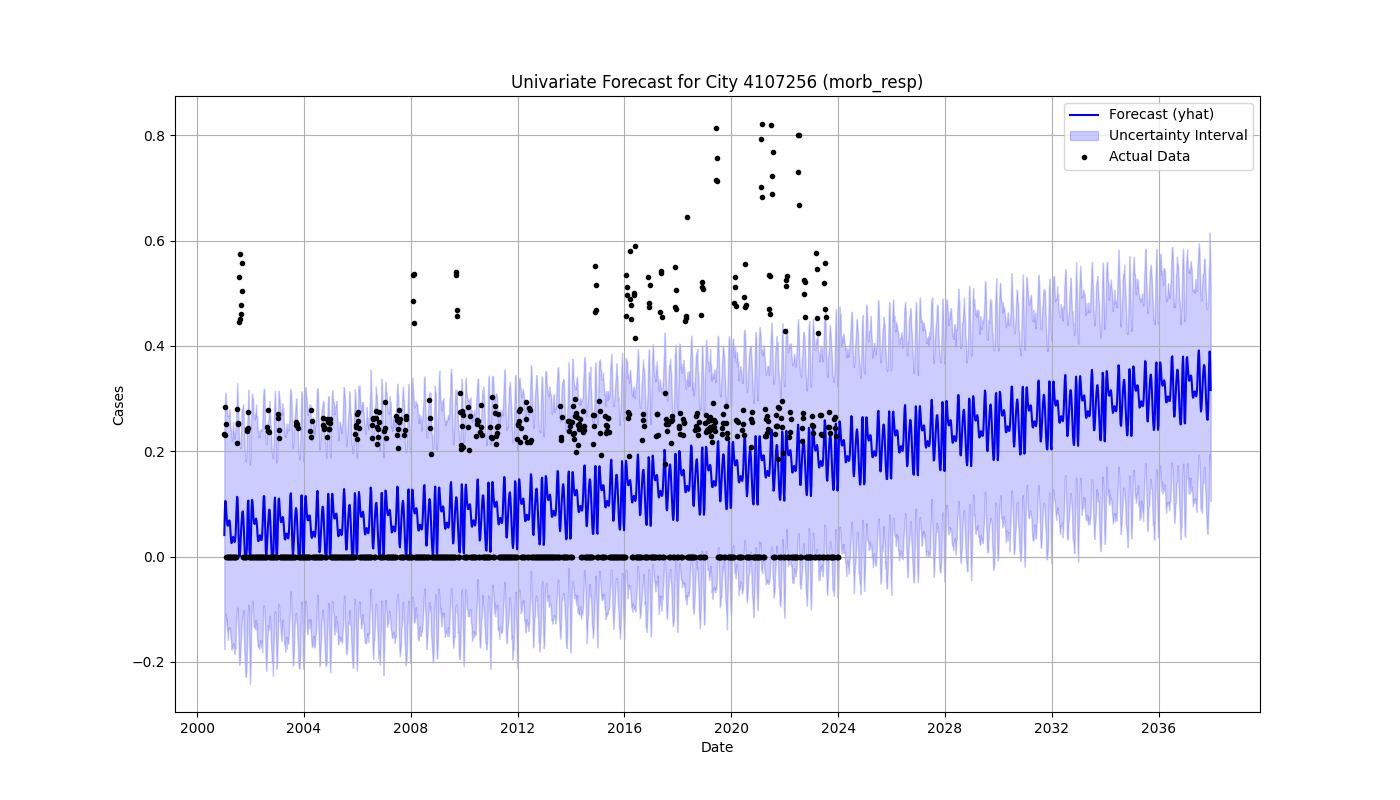 Univariate Forecast for City 4107256 (morb_resp)
Forecast (yhat)
Uncertainty Interval
Actual Data
Cases
0.8
0.6
0.4
0.2
0.0
−0.2
2000 2004 2008 2012 2016 2020 2024 2028 2032 2036
Date